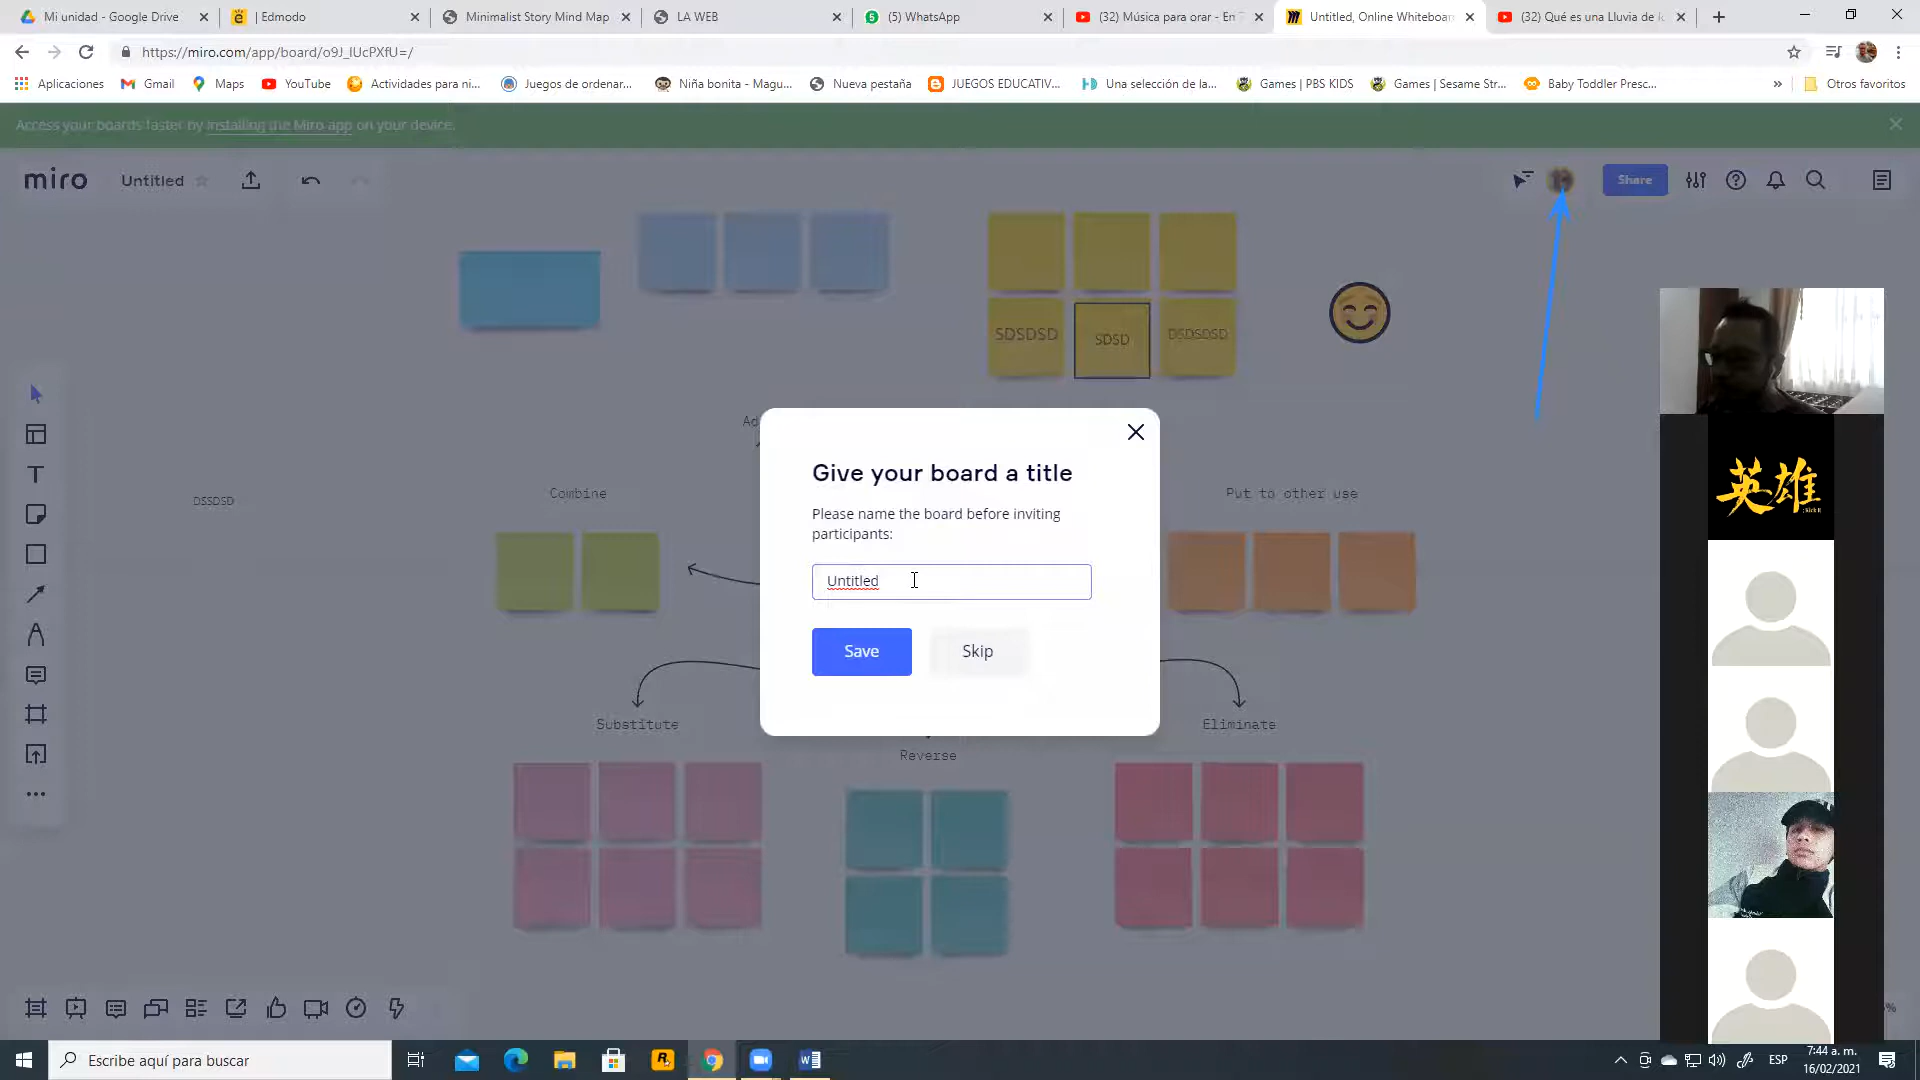 Mi unidad - Google Drive
| Edmodo
Minimalist Story Mind Map
LA WEB
(5) WhatsApp
(32) Música para orar - En
Untitled, Online Whiteboar
(32) Qué es una Lluvia de
https://miro.com/app/board/o9J_lUcPXfU=/
Aplicaciones
Gmail
Maps
YouTube
Actividades para ni...
Juegos de ordenar...
Niña bonita - Magu...
Nueva pestaña
JUEGOS EDUCATIV...
Una selección de la...
Games | PBS KIDS
Games | Sesame Str...
Baby Toddler Presc...
»
Otros favoritos
Access your boards faster by installing the Miro app on your device.
miro
Untitled
Share
SDSDSD
SDSD
DSDSDSD
DSSDSD
Combine
Put to other use
Give your board a title
Please name the board before inviting
participants:
Untitled
Save
Skip
Substitute
Reverse
Eliminate
英雄
Escribe aquí para buscar
ESP
7:44 a. m.
16/02/2021